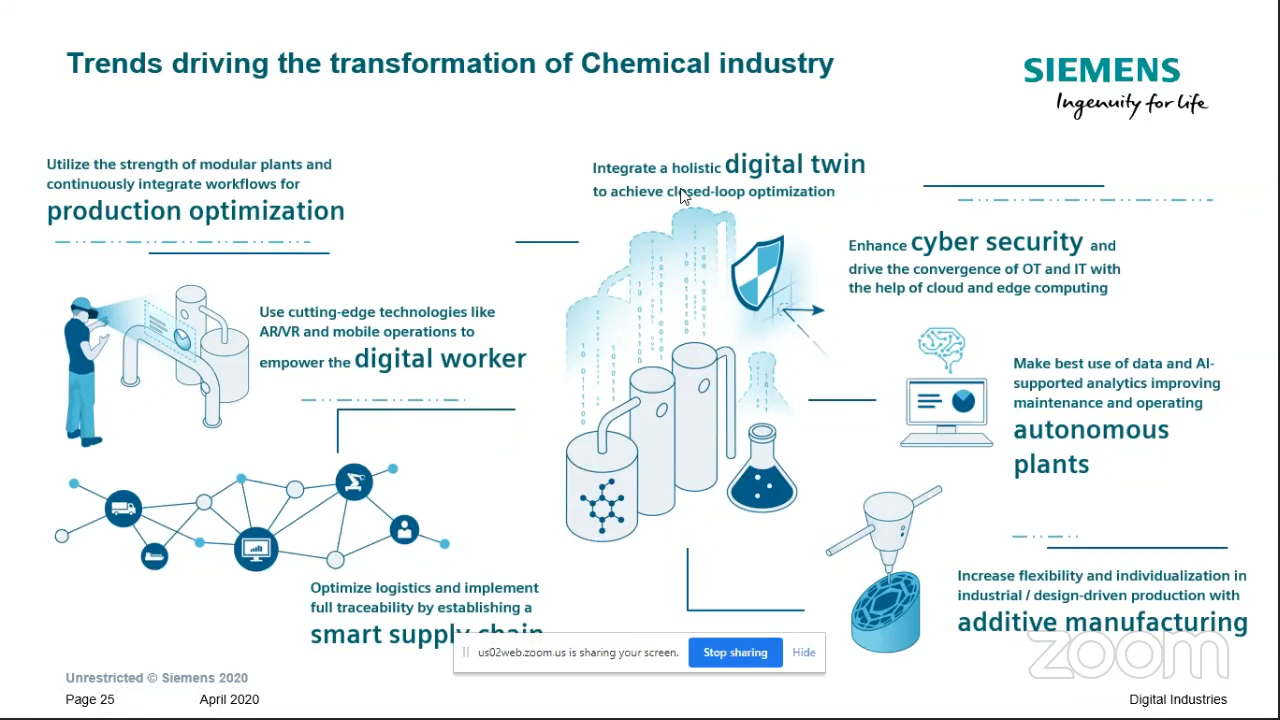 Trends driving the transformation of Chemical industry
SIEMENS
Ingenuity for life
Utilize the strength of modular plants and
continuously integrate workflows for
production optimization
Integrate a holistic digital twin
to achieve closed-loop optimization
Enhance cyber security and
drive the convergence of OT and IT with
the help of cloud and edge computing
Use cutting-edge technologies like
AR/VR and mobile operations to
empower the digital worker
Make best use of data and AI-
supported analytics improving
maintenance and operating
autonomous
plants
Optimize logistics and implement
full traceability by establishing a
smart supply chain
Increase flexibility and individualization in
industrial / design-driven production with
additive manufacturing
us02web.zoom.us is sharing your screen.
Stop sharing
Hide
zoom
Unrestricted © Siemens 2020
Page 25
April 2020
Digital Industries